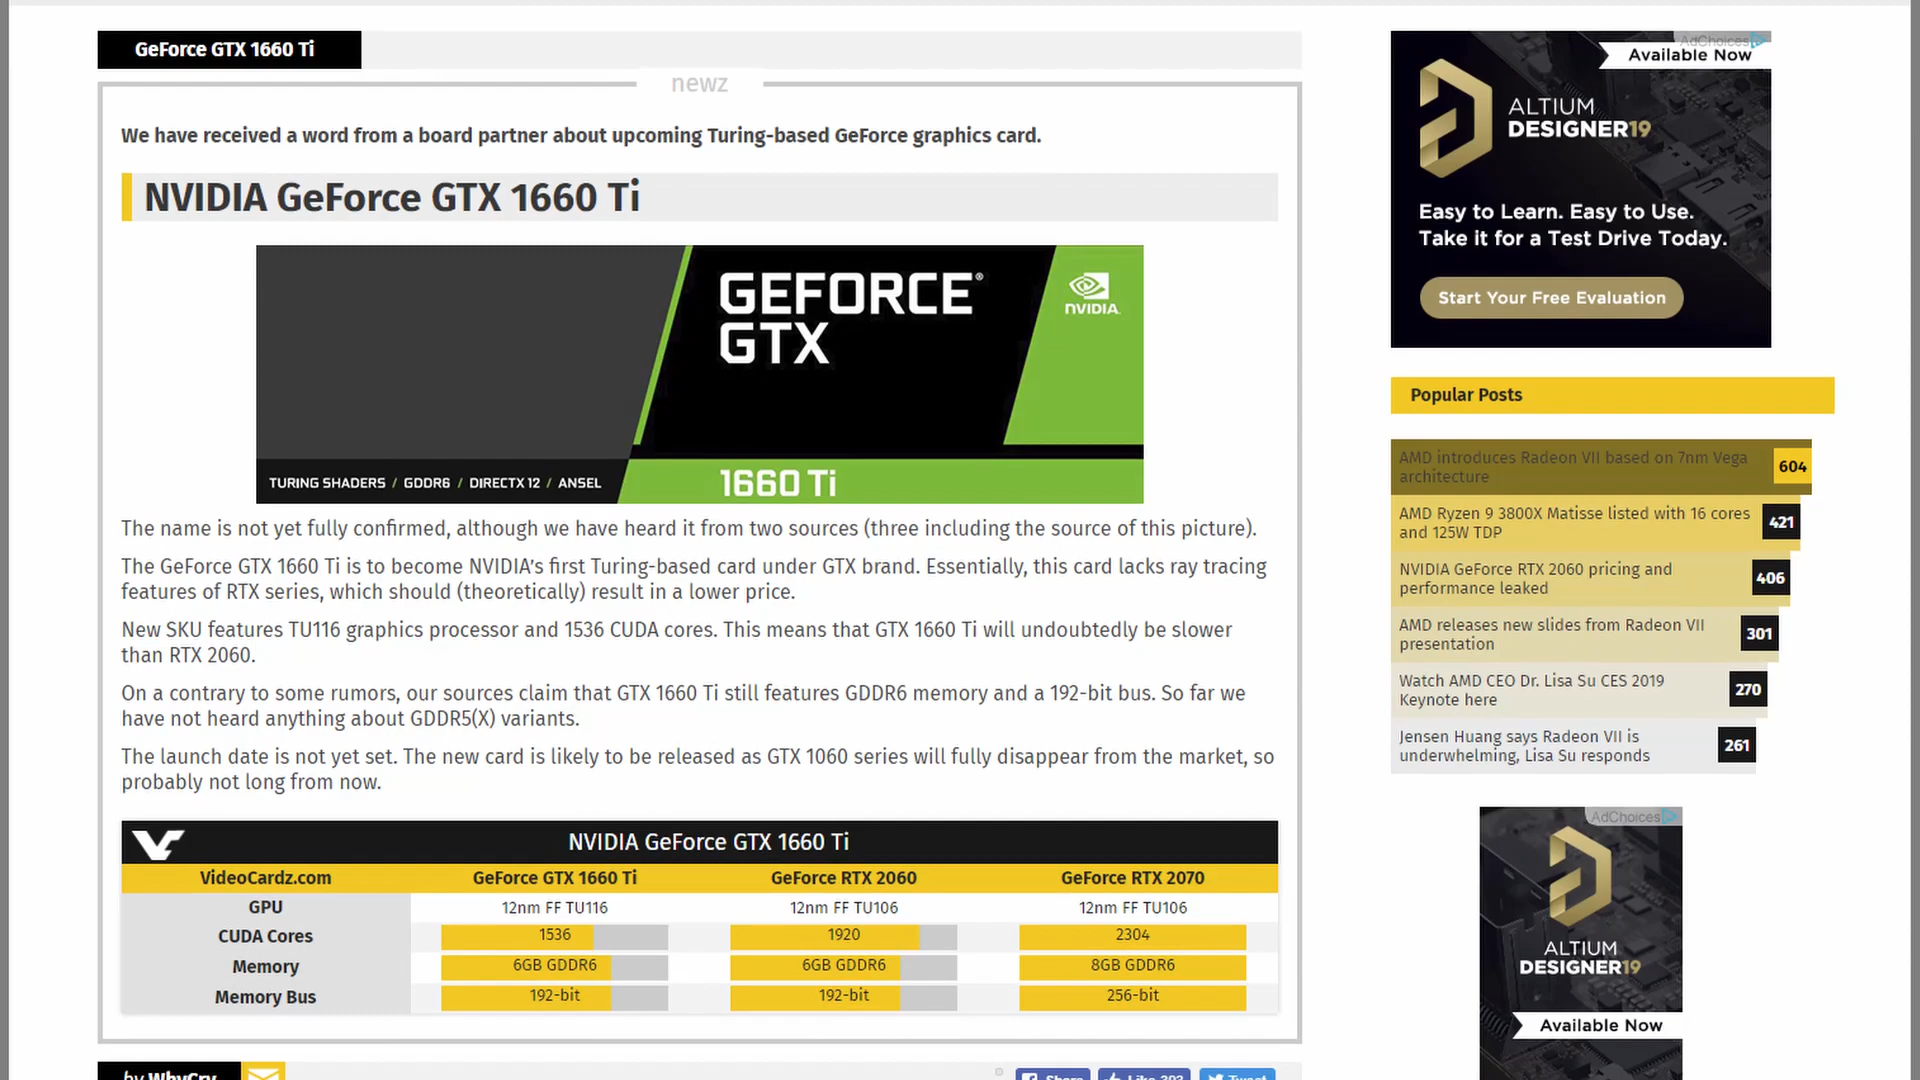 GeForce GTX 1660 Ti
newz
We have received a word from a board partner about upcoming Turing-based GeForce graphics card.
NVIDIA GeForce GTX 1660 Ti
GEFORCE®
GTX
NVIDIA.
TURING SHADERS / GDDR6 / DIRECTX 12 / ANSEL
1660 Ti
The name is not yet fully confirmed, although we have heard it from two sources (three including the source of this picture).
The GeForce GTX 1660 Ti is to become NVIDIA's first Turing-based card under GTX brand. Essentially, this card lacks ray tracing
features of RTX series, which should (theoretically) result in a lower price.
New SKU features TU116 graphics processor and 1536 CUDA cores. This means that GTX 1660 Ti will undoubtedly be slower
than RTX 2060.
On a contrary to some rumors, our sources claim that GTX 1660 Ti still features GDDR6 memory and a 192-bit bus. So far we
have not heard anything about GDDR5(X) variants.
The launch date is not yet set. The new card is likely to be released as GTX 1060 series will fully disappear from the market, so
probably not long from now.
NVIDIA GeForce GTX 1660 Ti
VideoCardz.com GeForce GTX 1660 Ti GeForce RTX 2060 GeForce RTX 2070
GPU 12nm FF TU116 12nm FF TU106 12nm FF TU106
CUDA Cores 1536 1920 2304
Memory 6GB GDDR6 6GB GDDR6 8GB GDDR6
Memory Bus 192-bit 192-bit 256-bit
by WhyCry
Share Like 393 Tweet
AdChoices
Available Now
ALTIUM
DESIGNER19
Easy to Learn. Easy to Use.
Take it for a Test Drive Today.
Start Your Free Evaluation
Popular Posts
AMD introduces Radeon VII based on 7nm Vega
architecture
604
AMD Ryzen 9 3800X Matisse listed with 16 cores
and 125W TDP
421
NVIDIA GeForce RTX 2060 pricing and
performance leaked
406
AMD releases new slides from Radeon VII
presentation
301
Watch AMD CEO Dr. Lisa Su CES 2019
Keynote here
270
Jensen Huang says Radeon VII is
underwhelming, Lisa Su responds
261
AdChoices
ALTIUM
DESIGNER19
Available Now